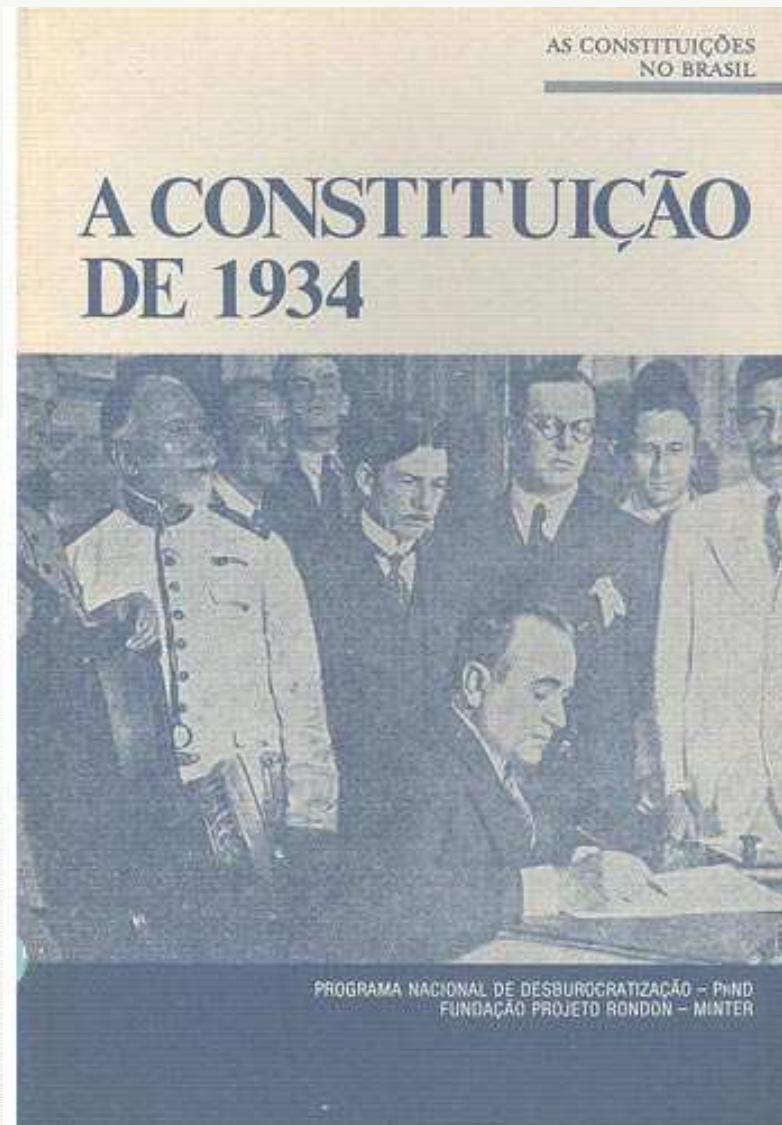 AS CONSTITUIÇÕES
NO BRASIL
A CONSTITUIÇÃO
DE 1934
PROGRAMA NACIONAL DE DESBUROCRATIZAÇÃO – PrND
FUNDAÇÃO PROJETO RONDON – MINTER